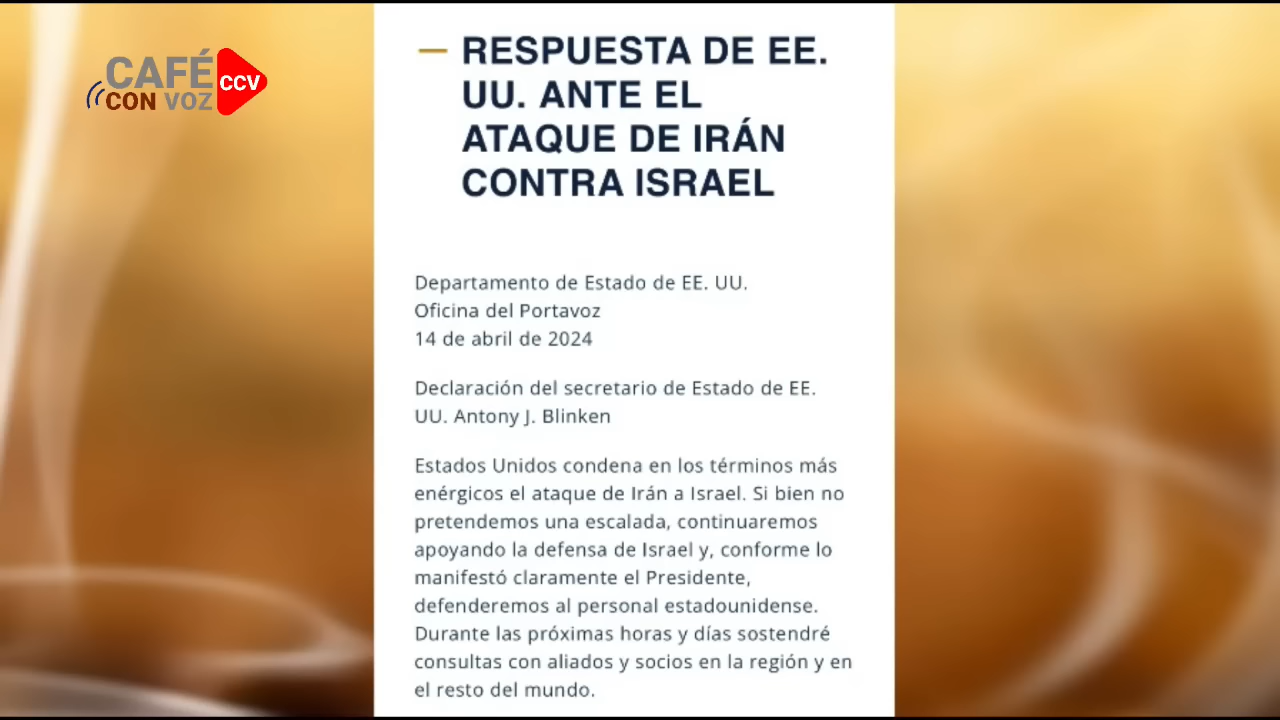 CAFÉ
CON VOZ
CCV
— RESPUESTA DE EE.
UU. ANTE EL
ATAQUE DE IRÁN
CONTRA ISRAEL
Departamento de Estado de EE. UU.
Oficina del Portavoz
14 de abril de 2024
Declaración del secretario de Estado de EE.
UU. Antony J. Blinken
Estados Unidos condena en los términos más
enérgicos el ataque de Irán a Israel. Si bien no
pretendemos una escalada, continuaremos
apoyando la defensa de Israel y, conforme lo
manifestó claramente el Presidente,
defenderemos al personal estadounidense.
Durante las próximas horas y días sostendré
consultas con aliados y socios en la región y en
el resto del mundo.